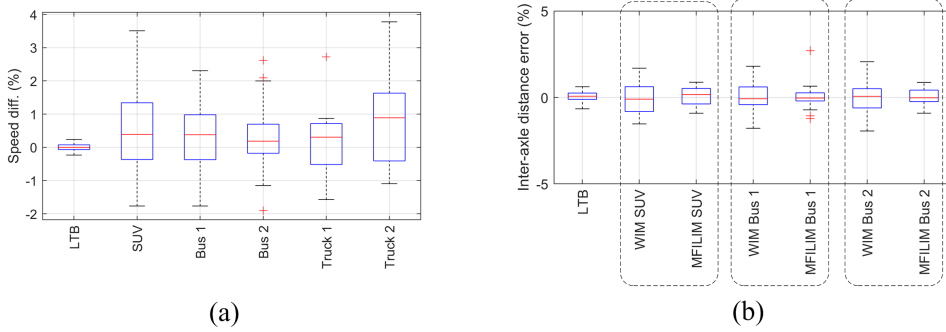 4
3
2
1
0
-1
-2
Speed diff. (%)
LTB
SUV
Bus 1
Bus 2
Truck 1
Truck 2
(a)
5
0
-5
Inter-axle distance error (%)
LTB
WIM SUV
MFILIM SUV
WIM Bus 1
MFILIM Bus 1
WIM Bus 2
MFILIM Bus 2
(b)